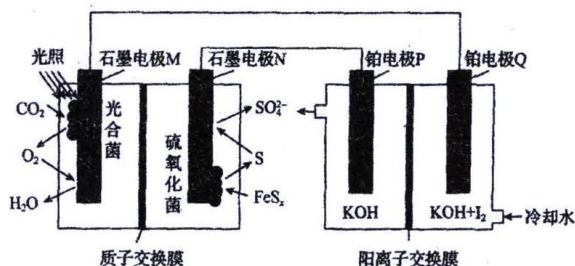 光照
石墨电极M
石墨电极N
铂电极P
铂电极Q
CO₂
光合菌
O₂
H₂O
硫氧化菌
SO₄²⁻
S
FeSₓ
KOH
KOH+I₂
冷却水
质子交换膜
阳离子交换膜